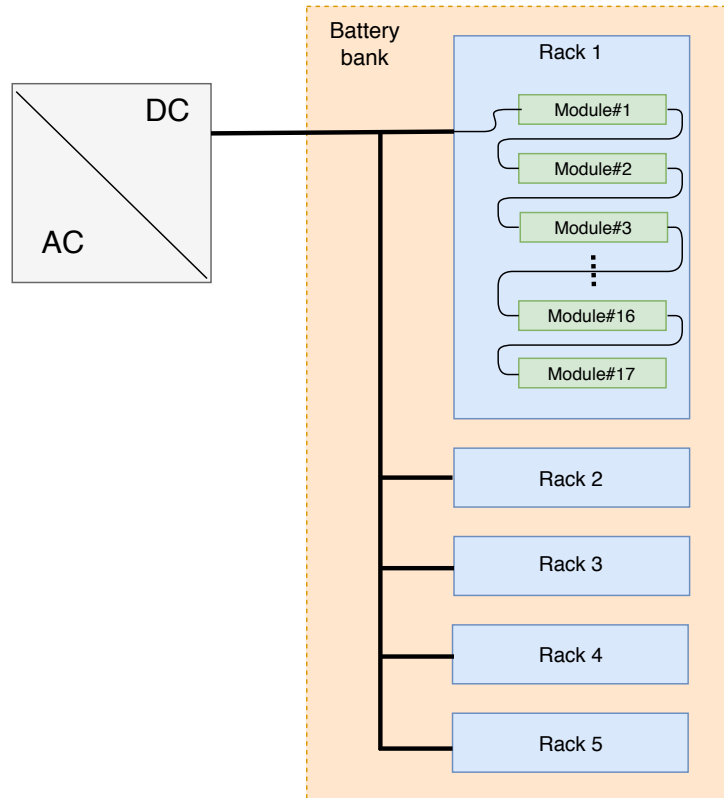 DC
AC
Battery
bank
Rack 1
Module#1
Module#2
Module#3
Module#16
Module#17
Rack 2
Rack 3
Rack 4
Rack 5